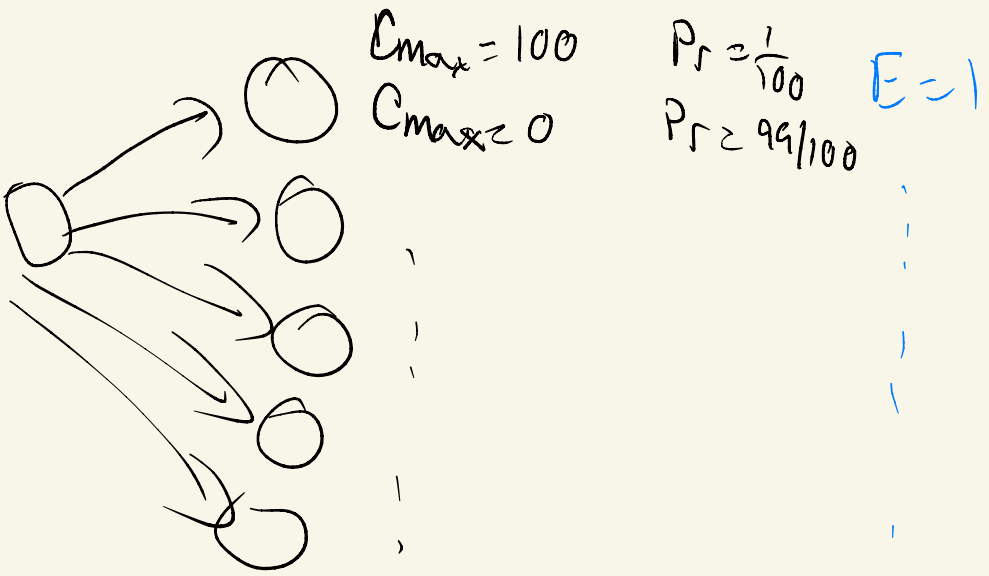 Cmax = 100 Pr = 1/100 E = 1
Cmax = 0 Pr = 99/100